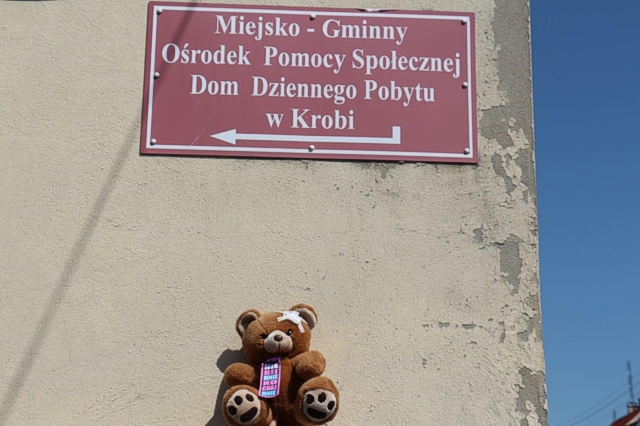 Miejsko - Gminny
Ośrodek Pomocy Społecznej
Dom Dziennego Pobytu
w Krobi